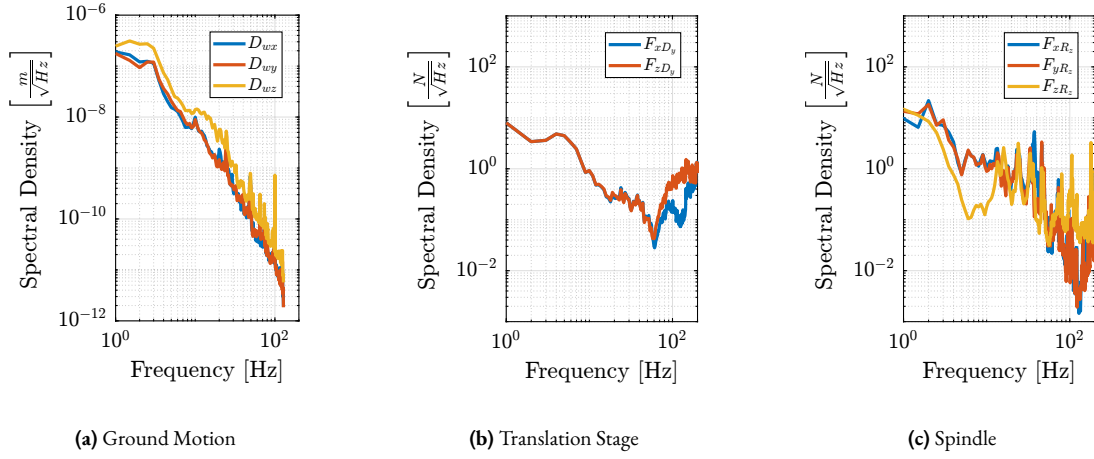 Spectral Density [m/√Hz]
10^-6
10^-8
10^-10
10^-12
D_wx
D_wy
D_wz
10^0
10^2
Frequency [Hz]
(a) Ground Motion
Spectral Density [N/√Hz]
10^2
10^0
10^-2
F_xD_y
F_zD_y
10^0
10^2
Frequency [Hz]
(b) Translation Stage
Spectral Density [N/√Hz]
10^2
10^0
10^-2
F_xR_z
F_yR_z
F_zR_z
10^0
10^2
Frequency [Hz]
(c) Spindle